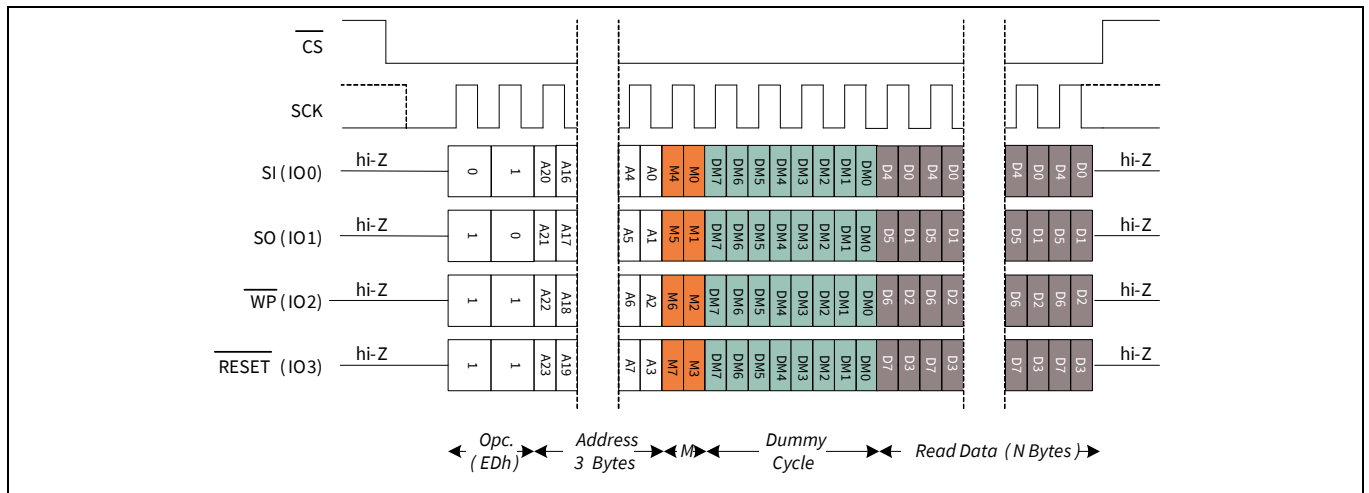 CS
SCK
SI (IO0) hi-Z 0 1 A20 A16 A4 A0 M4 M0 DM7 DM6 DM5 DM4 DM3 DM2 DM1 DM0 D4 D0 D4 D0 D4 D0 D4 D0 hi-Z
SO (IO1) hi-Z 1 0 A21 A17 A5 A1 M5 M1 DM7 DM6 DM5 DM4 DM3 DM2 DM1 DM0 D5 D1 D5 D1 D5 D1 D5 D1 hi-Z
WP (IO2) hi-Z 1 1 A22 A18 A6 A2 M6 M2 DM7 DM6 DM5 DM4 DM3 DM2 DM1 DM0 D6 D2 D6 D2 D6 D2 D6 D2 hi-Z
RESET (IO3) hi-Z 1 1 A23 A19 A7 A3 M7 M3 DM7 DM6 DM5 DM4 DM3 DM2 DM1 DM0 D7 D3 D7 D3 D7 D3 D7 D3 hi-Z
Opc. Address M Dummy Read Data (N Bytes)
(EDh) 3 Bytes Cycle